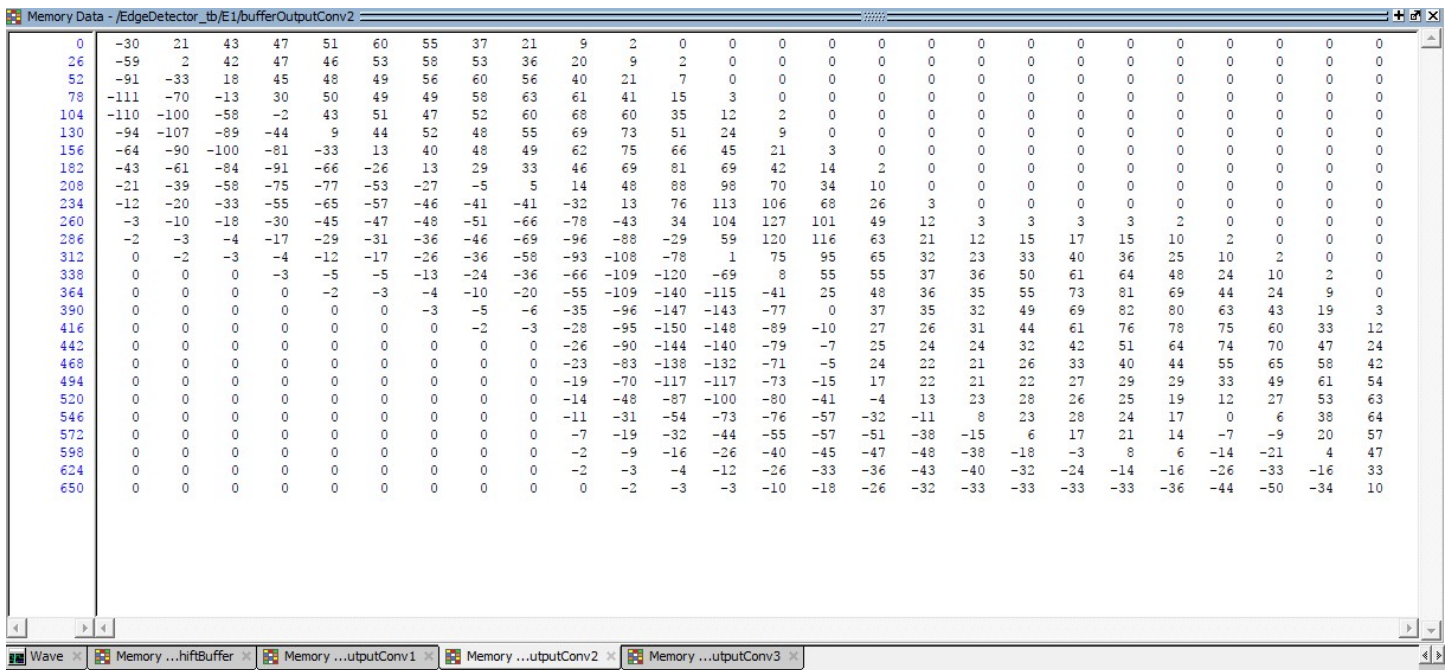 Memory Data - /EdgeDetector_tb/E1/bufferOutputConv2
0 -30 21 43 47 51 60 55 37 21 9 2 0 0 0 0 0 0 0 0 0 0 0 0 0 0 0
26 -59 2 42 47 46 53 58 53 36 20 9 2 0 0 0 0 0 0 0 0 0 0 0 0 0 0
52 -91 -33 18 45 48 49 56 60 56 40 21 7 0 0 0 0 0 0 0 0 0 0 0 0 0 0
78 -111 -70 -13 30 50 49 49 58 63 61 41 15 3 0 0 0 0 0 0 0 0 0 0 0 0 0
104 -110 -100 -58 -2 43 51 47 52 60 68 60 35 12 2 0 0 0 0 0 0 0 0 0 0 0 0
130 -94 -107 -89 -44 9 44 52 48 55 69 73 51 24 9 0 0 0 0 0 0 0 0 0 0 0 0
156 -64 -90 -100 -81 -33 13 40 48 49 62 75 66 45 21 3 0 0 0 0 0 0 0 0 0 0 0
182 -43 -61 -84 -91 -66 -26 13 29 33 46 69 81 69 42 14 2 0 0 0 0 0 0 0 0 0 0
208 -21 -39 -58 -75 -77 -53 -27 -5 5 14 48 88 98 70 34 10 0 0 0 0 0 0 0 0 0 0
234 -12 -20 -33 -55 -65 -57 -46 -41 -41 -32 13 76 113 106 68 26 3 0 0 0 0 0 0 0 0 0
260 -3 -10 -18 -30 -45 -47 -48 -51 -66 -78 -43 34 104 127 101 49 12 3 3 3 3 2 0 0 0 0
286 -2 -3 -4 -17 -29 -31 -36 -46 -69 -96 -88 -29 59 120 116 63 21 12 15 17 15 10 2 0 0 0
312 0 -2 -3 -4 -12 -17 -26 -36 -58 -93 -108 -78 1 75 95 65 32 23 33 40 36 25 10 2 0 0
338 0 0 0 -3 -5 -5 -13 -24 -36 -66 -109 -120 -69 8 55 55 37 36 50 61 64 48 24 10 2 0
364 0 0 0 0 -2 -3 -4 -10 -20 -55 -109 -140 -115 -41 25 48 36 35 55 73 81 69 44 24 9 0
390 0 0 0 0 0 0 -3 -5 -6 -35 -96 -147 -143 -77 0 37 35 32 49 69 82 80 63 43 19 3
416 0 0 0 0 0 0 0 -2 -3 -28 -95 -150 -148 -89 -10 27 26 31 44 61 76 78 75 60 33 12
442 0 0 0 0 0 0 0 0 0 -26 -90 -144 -140 -79 -7 25 24 24 32 42 51 64 74 70 47 24
468 0 0 0 0 0 0 0 0 0 -23 -83 -138 -132 -71 -5 24 22 21 26 33 40 44 55 65 58 42
494 0 0 0 0 0 0 0 0 0 -19 -70 -117 -117 -73 -15 17 22 21 22 27 29 29 33 49 61 54
520 0 0 0 0 0 0 0 0 0 -14 -48 -87 -100 -80 -41 -4 13 23 28 26 25 19 12 27 53 63
546 0 0 0 0 0 0 0 0 0 -11 -31 -54 -73 -76 -57 -32 -11 8 23 28 24 17 0 6 38 64
572 0 0 0 0 0 0 0 0 0 -7 -19 -32 -44 -55 -57 -51 -38 -15 6 17 21 14 -7 -9 20 57
598 0 0 0 0 0 0 0 0 0 -2 -9 -16 -26 -40 -45 -47 -48 -38 -18 -3 8 6 -14 -21 4 47
624 0 0 0 0 0 0 0 0 0 -2 -3 -4 -12 -26 -33 -36 -43 -40 -32 -24 -14 -16 -26 -33 -16 33
650 0 0 0 0 0 0 0 0 0 0 -2 -3 -3 -10 -18 -26 -32 -33 -33 -33 -33 -36 -44 -50 -34 10
Wave Memory ...hiftBuffer Memory ...utputConv1 Memory ...utputConv2 Memory ...utputConv3